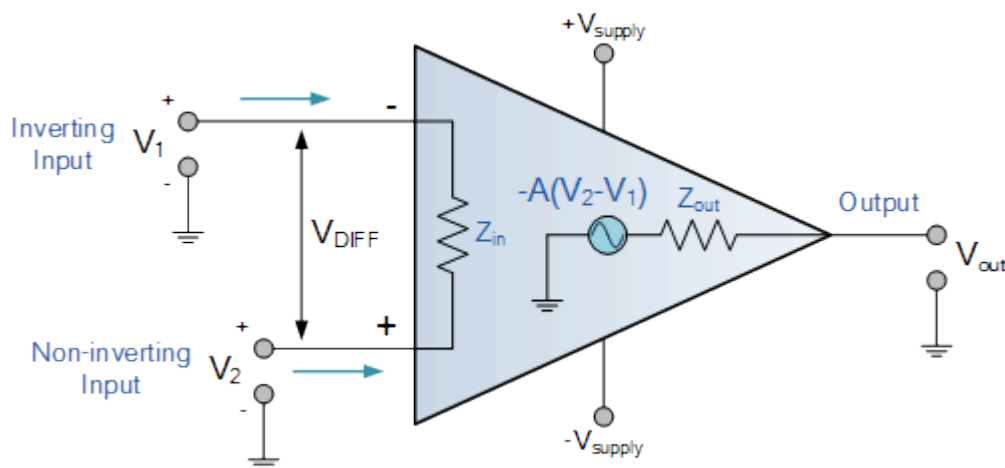 +Vsupply
Inverting
Input
+
V1
-
-
VDIFF
Zin
-A(V2-V1)
Zout
Output
Vout
+
Non-inverting
Input
+
V2
-
-Vsupply